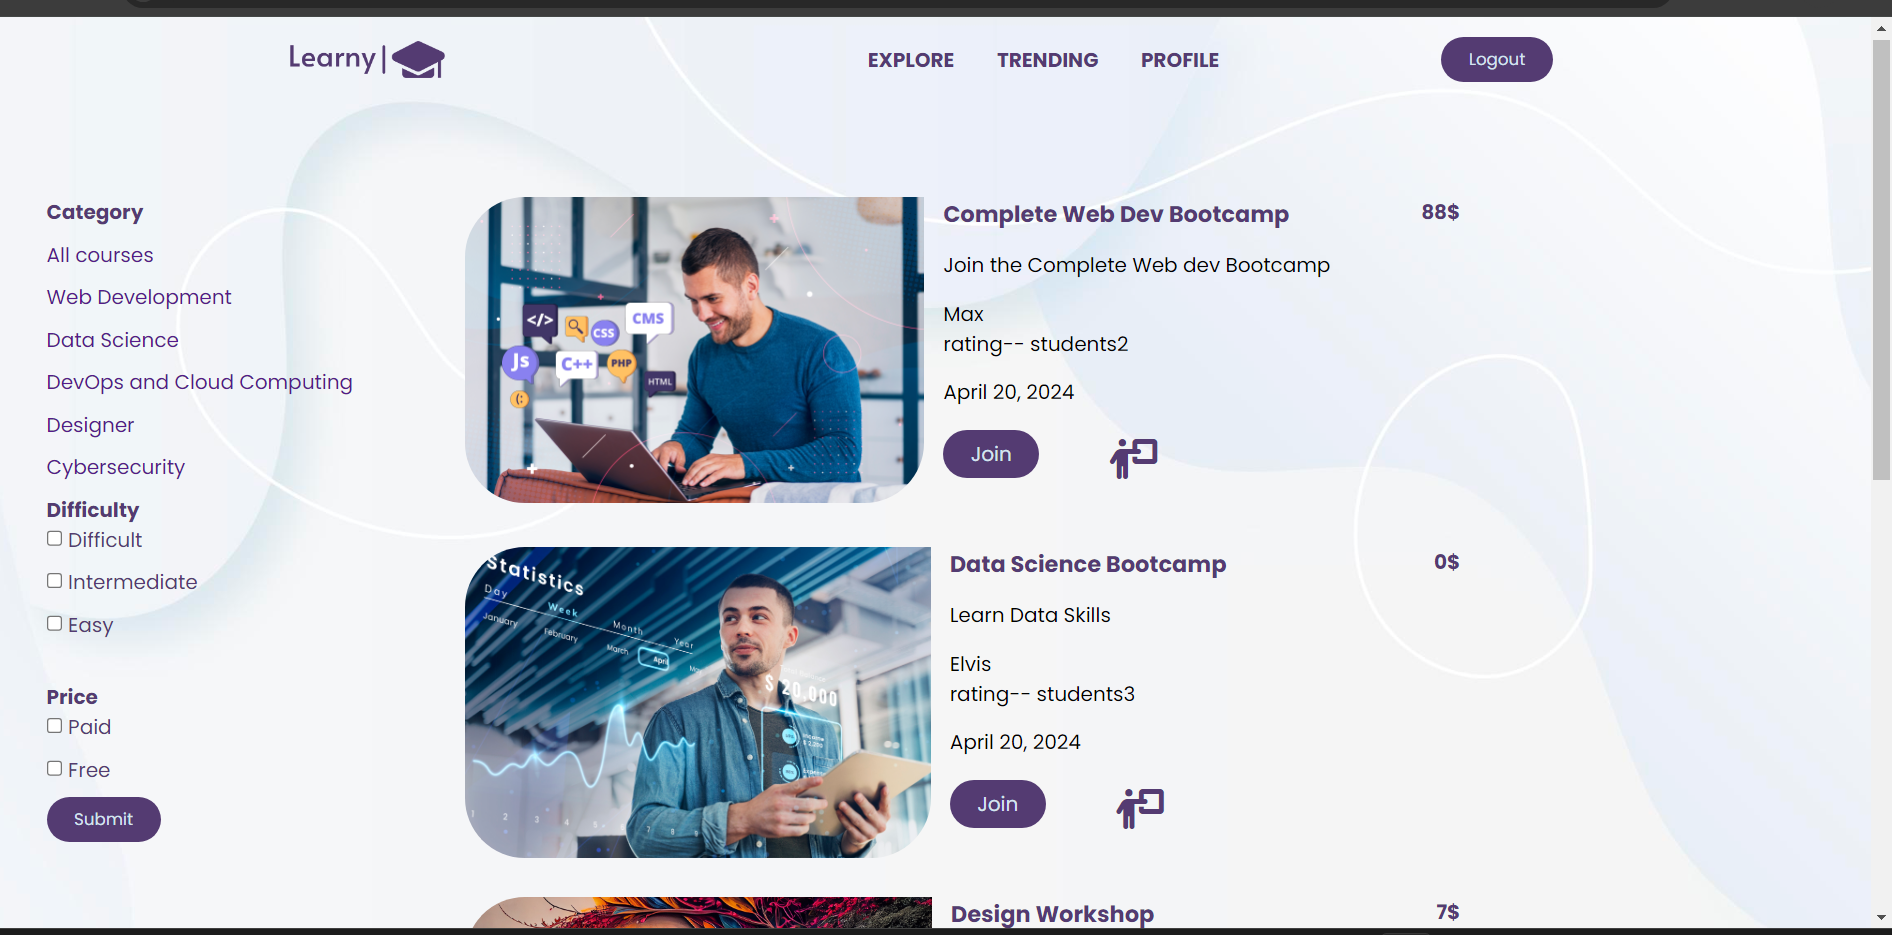 Learny |
EXPLORE TRENDING PROFILE
Logout
Category
All courses
Web Development
Data Science
DevOps and Cloud Computing
Designer
Cybersecurity
Difficulty
Difficult
Intermediate
Easy
Price
Paid
Free
Submit
</>
CSS
CMS
Js
C++
PHP
HTML
Complete Web Dev Bootcamp 88$
Join the Complete Web dev Bootcamp
Max
rating-- students2
April 20, 2024
Join
Statistics
Day Week Month Year
January February March April
$ 20.000
Data Science Bootcamp 0$
Learn Data Skills
Elvis
rating-- students3
April 20, 2024
Join
Design Workshop 7$